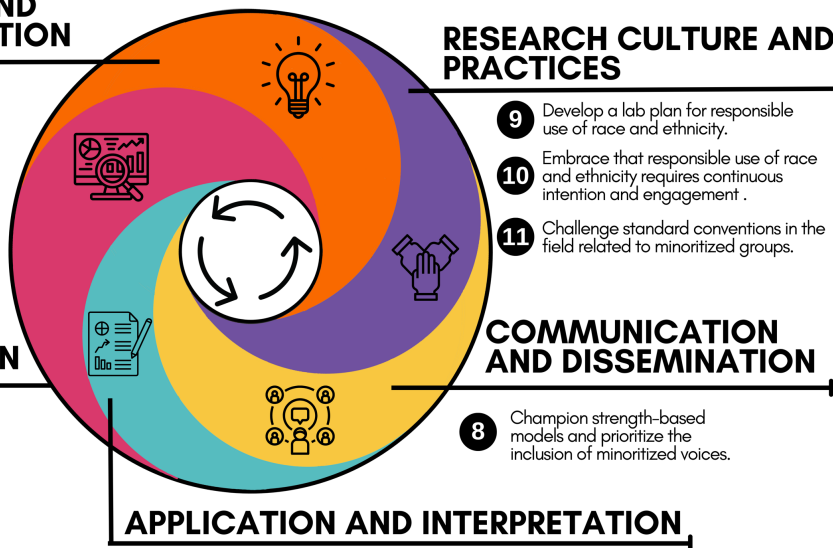 ND
TION
RESEARCH CULTURE AND
PRACTICES
9
Develop a lab plan for responsible
use of race and ethnicity.
10
Embrace that responsible use of race
and ethnicity requires continuous
intention and engagement .
11
Challenge standard conventions in the
field related to minoritized groups.
N
COMMUNICATION
AND DISSEMINATION
8
Champion strength-based
models and prioritize the
inclusion of minoritized voices.
APPLICATION AND INTERPRETATION